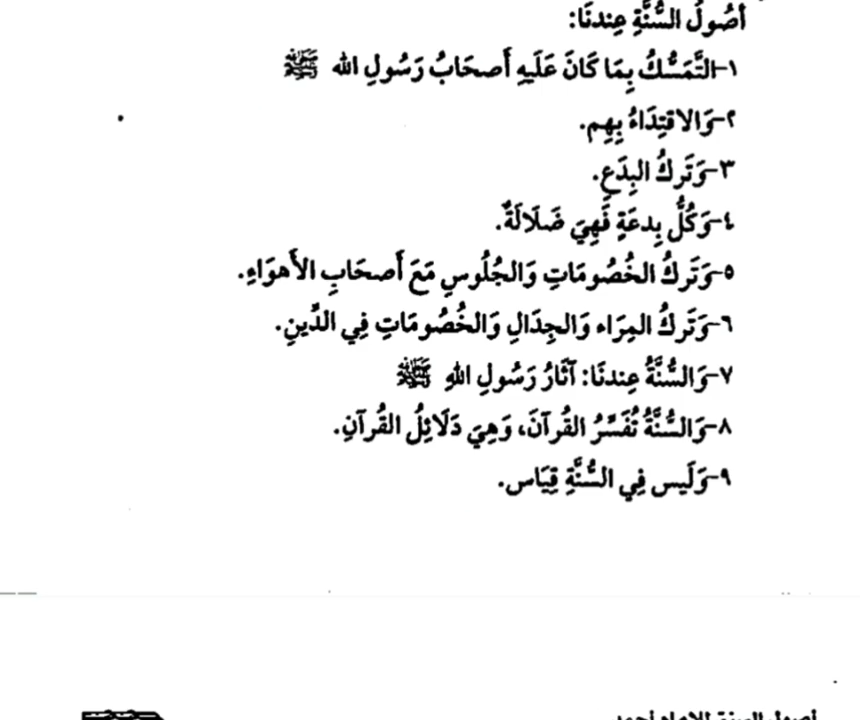 أصُولُ السُّنَّةِ عِندنَا:
١-التَّمَسُّكُ بِمَا كَانَ عَلَيهِ أَصحَابُ رَسُولِ الله ﷺ
٢-وَالاقتِدَاءُ بِهِم.
٣-وَتَركُ البِدَعِ.
٤-وَكُلُّ بِدعَةٍ فَهِيَ ضَلَالَةٌ.
٥-وَتَركُ الخُصُومَاتِ وَالجُلُوسِ مَعَ أَصحَابِ الأَهوَاءِ.
٦-وَتَركُ المِرَاء وَالجِدَالِ وَالخُصُومَاتِ فِي الدِّينِ.
٧-وَالسُّنَّةُ عِندنَا: آثَارُ رَسُولِ اللهِ ﷺ
٨-وَالسُّنَّةُ تُفَسِّرُ القُرآنَ، وَهِيَ دَلَائِلُ القُرآنِ.
٩-وَلَيس فِي السُّنَّةِ قِيَاس.